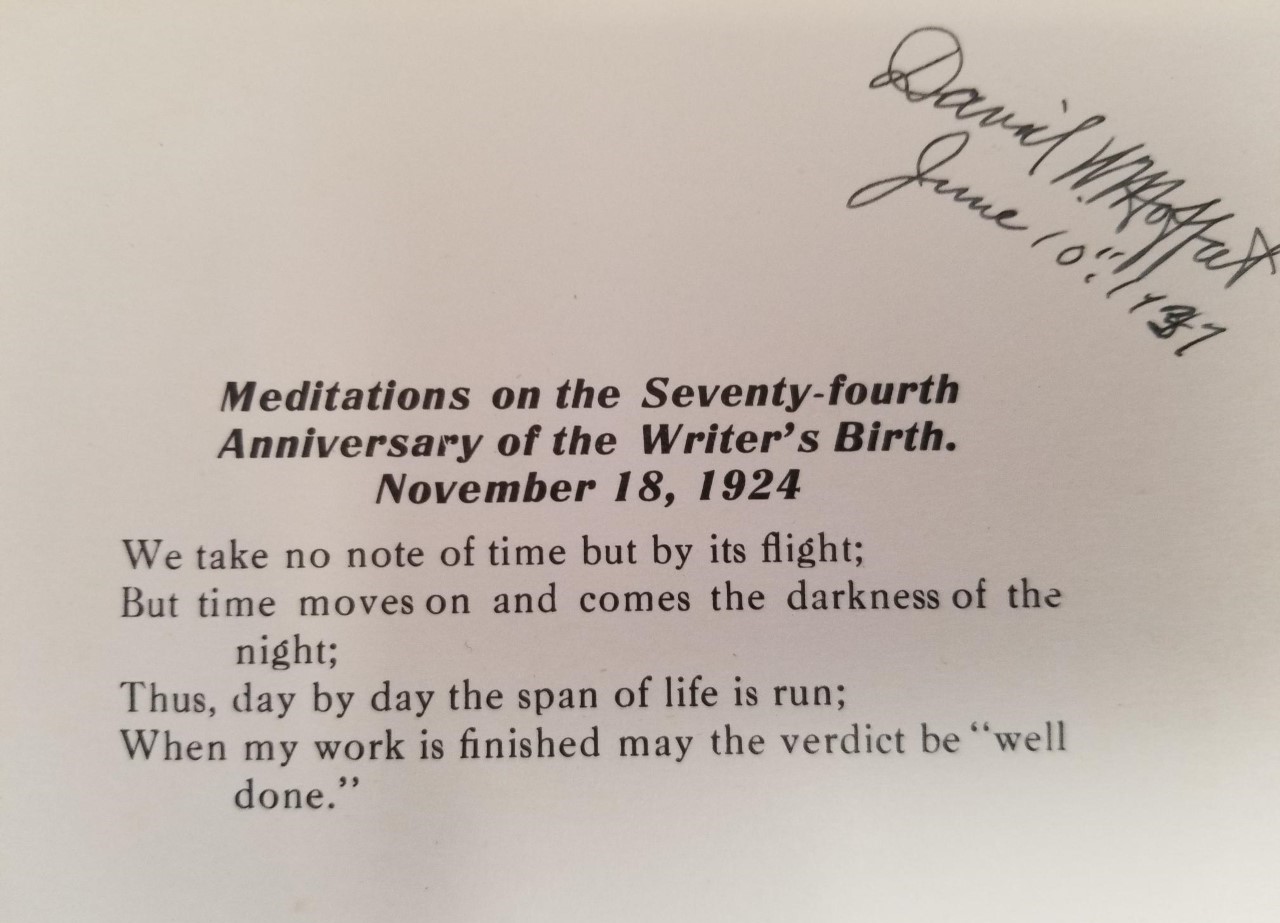 David W. Moffat
June 10th,
Meditations on the Seventy-fourth
Anniversary of the Writer's Birth.
November 18, 1924
We take no note of time but by its flight;
But time moves on and comes the darkness of the
night;
Thus, day by day the span of life is run;
When my work is finished may the verdict be “well
done.”